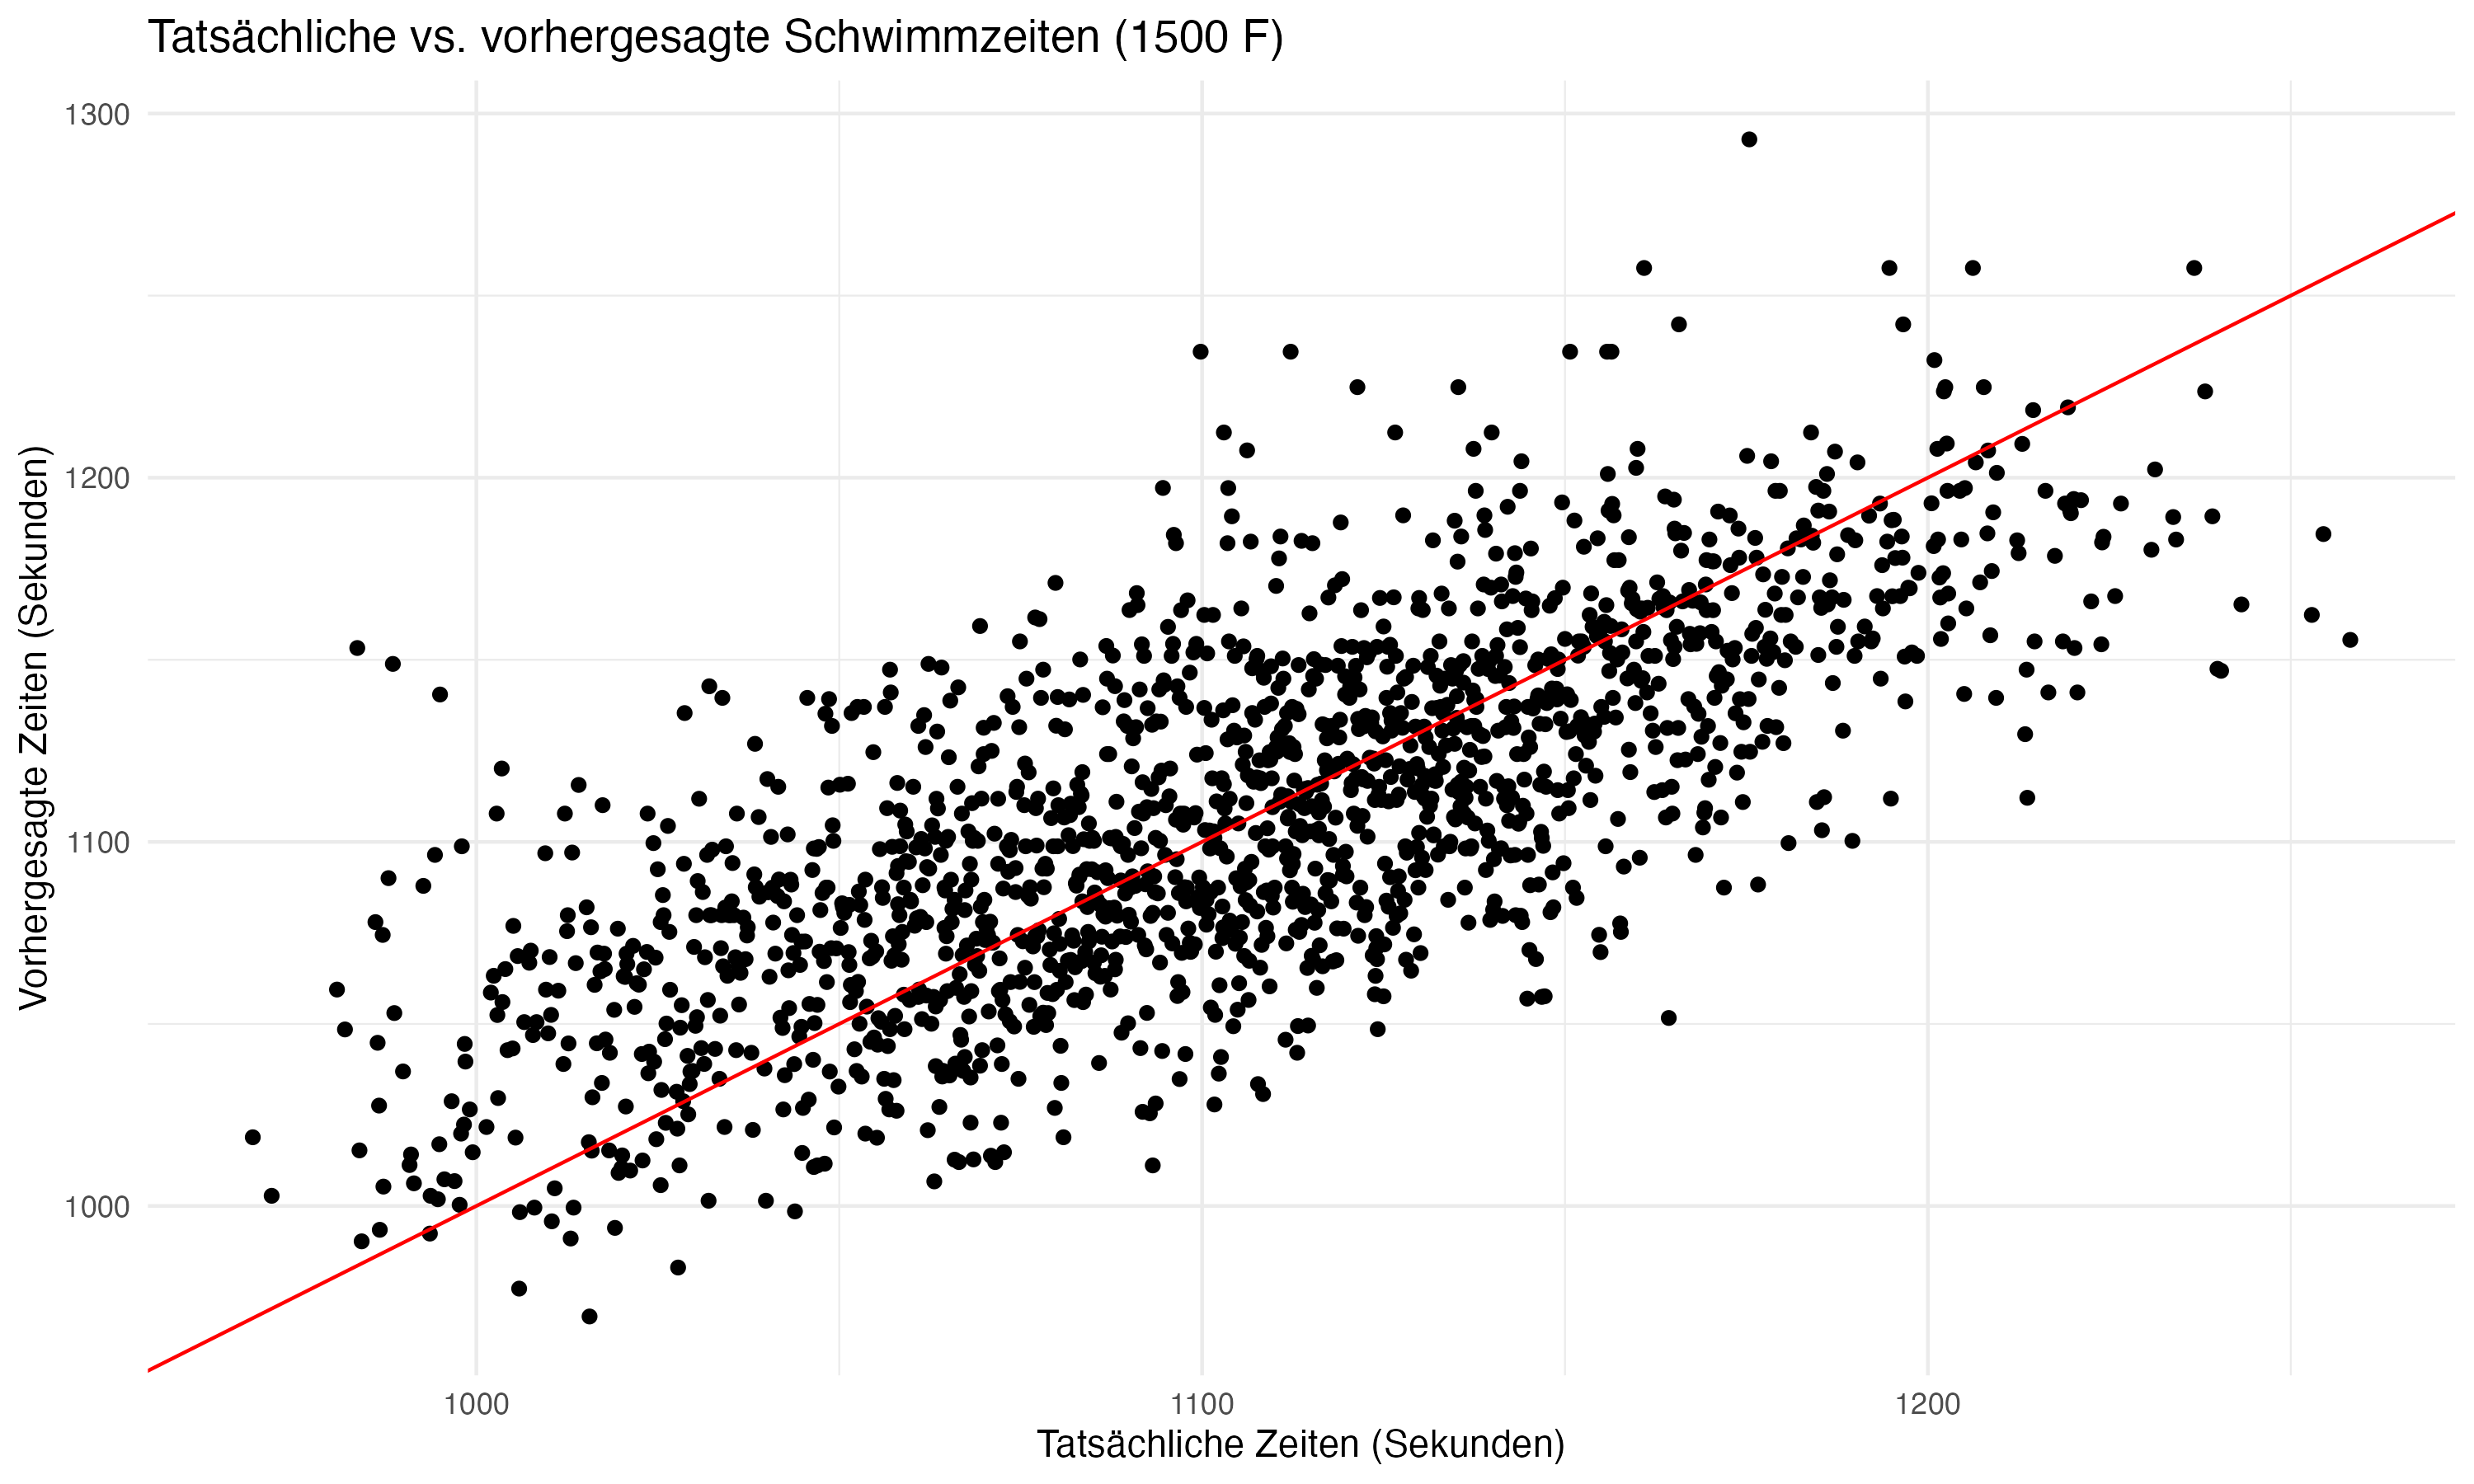 Tatsächliche vs. vorhergesagte Schwimmzeiten (1500 F)
1300
1200
1100
1000
Vorhergesagte Zeiten (Sekunden)
1000
1100
1200
Tatsächliche Zeiten (Sekunden)